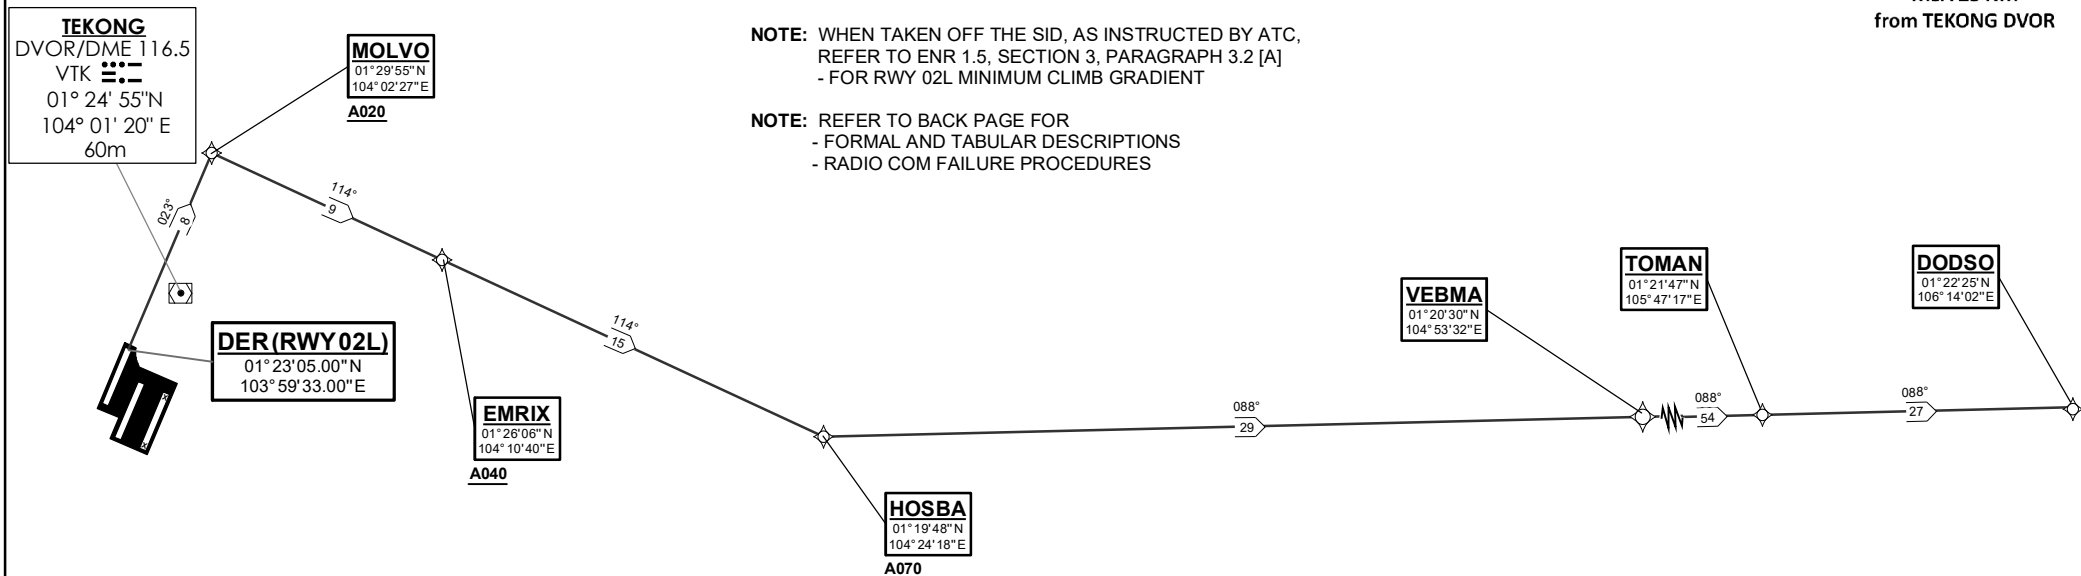 TEKONG
DVOR/DME 116.5
VTK
01° 24' 55"N
104° 01' 20" E
60m
MOLVO
01°29'55"N
104°02'27"E
A020
NOTE: WHEN TAKEN OFF THE SID, AS INSTRUCTED BY ATC,
REFER TO ENR 1.5, SECTION 3, PARAGRAPH 3.2 [A]
- FOR RWY 02L MINIMUM CLIMB GRADIENT
NOTE: REFER TO BACK PAGE FOR
- FORMAL AND TABULAR DESCRIPTIONS
- RADIO COM FAILURE PROCEDURES
from TEKONG DVOR
023°
8
114°
9
DER (RWY 02L)
01°23'05.00"N
103°59'33.00"E
EMRIX
01°26'06"N
104°10'40"E
A040
114°
15
HOSBA
01°19'48"N
104°24'18"E
A070
088°
29
VEBMA
01°20'30"N
104°53'32"E
088°
54
TOMAN
01°21'47"N
105°47'17"E
088°
27
DODSO
01°22'25"N
106°14'02"E